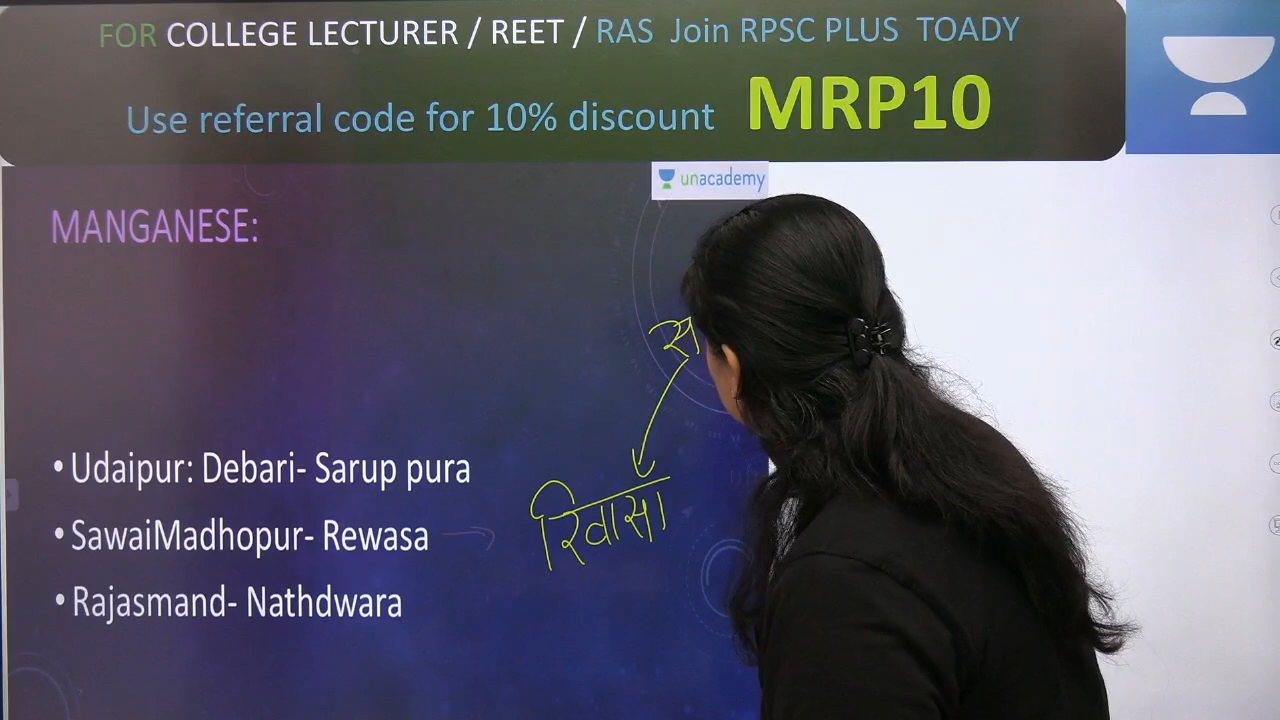 FOR COLLEGE LECTURER / REET / RAS Join RPSC PLUS TOADY
Use referral code for 10% discount MRP10
unacademy
MANGANESE:
स
रिवासा
• Udaipur: Debari- Sarup pura
• SawaiMadhopur- Rewasa
• Rajasmand- Nathdwara